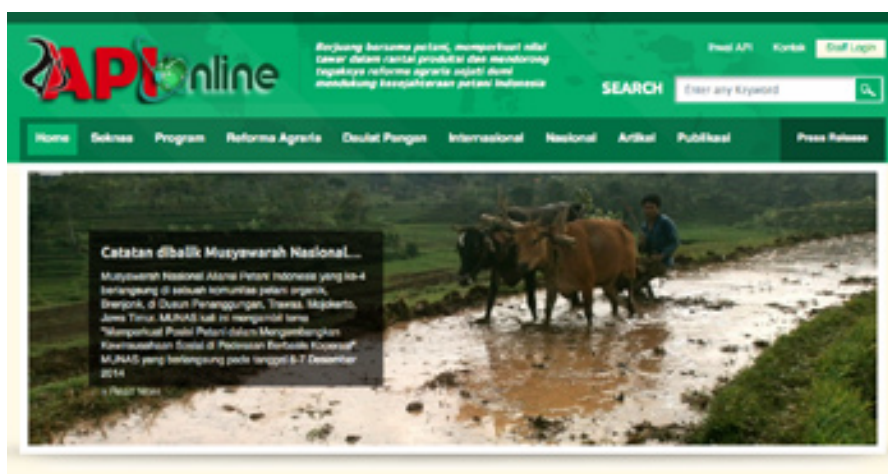 APIonline
Berjuang bersama petani, memperkuat nilai
tawar dalam rantai produksi dan mendorong
tegaknya reforma agraria sejati demi
mendukung kesejahteraan petani Indonesia
Email API Kontak Staff Login
SEARCH Enter any Keyword
Home Seknas Program Reforma Agraria Daulat Pangan Internasional Nasional Artikel Publikasi Press Release
Catatan dibalik Musyawarah Nasional....
Musyawarah Nasional Aliansi Petani Indonesia yang ke-4
berlangsung di sebuah komunitas petani organik,
Brenjonk, di Dusun Penanggungan, Trawas, Mojokerto,
Jawa Timur. MUNAS kali ini mengambil tema
"Memperkuat Posisi Petani dalam Mengembangkan
Kewirausahaan Sosial di Pedesaan Berbasis Koperasi"
MUNAS yang berlangsung pada tanggal 6-7 Desember
2014
Read More